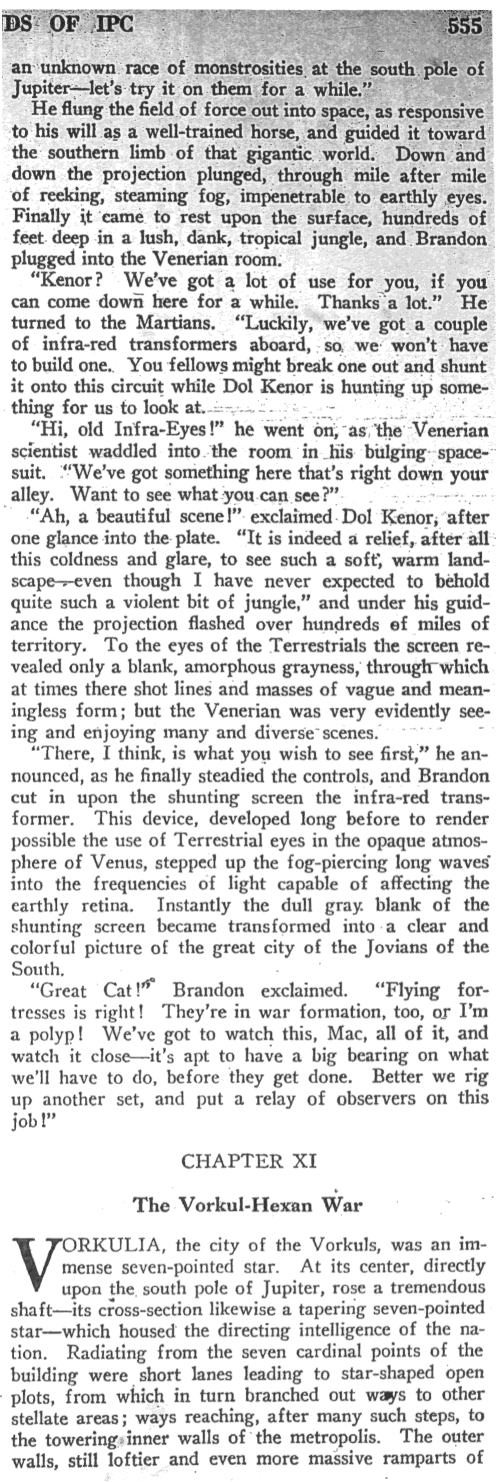 DS OF IPC 555
an unknown race of monstrosities at the south pole of
Jupiter—let's try it on them for a while."
He flung the field of force out into space, as responsive
to his will as a well-trained horse, and guided it toward
the southern limb of that gigantic world. Down and
down the projection plunged, through mile after mile
of reeking, steaming fog, impenetrable to earthly eyes.
Finally it came to rest upon the surface, hundreds of
feet deep in a lush, dank, tropical jungle, and Brandon
plugged into the Venerian room.
"Kenor? We've got a lot of use for you, if you
can come down here for a while. Thanks a lot." He
turned to the Martians. "Luckily, we've got a couple
of infra-red transformers aboard, so we won't have
to build one. You fellows might break one out and shunt
it onto this circuit while Dol Kenor is hunting up some-
thing for us to look at.
"Hi, old Infra-Eyes!" he went on, as the Venerian
scientist waddled into the room in his bulging space-
suit. "We've got something here that's right down your
alley. Want to see what you can see?"
"Ah, a beautiful scene!" exclaimed Dol Kenor, after
one glance into the plate. "It is indeed a relief, after all
this coldness and glare, to see such a soft, warm land-
scape—even though I have never expected to behold
quite such a violent bit of jungle," and under his guid-
ance the projection flashed over hundreds of miles of
territory. To the eyes of the Terrestrials the screen re-
vealed only a blank, amorphous grayness, through which
at times there shot lines and masses of vague and mean-
ingless form; but the Venerian was very evidently see-
ing and enjoying many and diverse scenes.
"There, I think, is what you wish to see first," he an-
nounced, as he finally steadied the controls, and Brandon
cut in upon the shunting screen the infra-red trans-
former. This device, developed long before to render
possible the use of Terrestrial eyes in the opaque atmos-
phere of Venus, stepped up the fog-piercing long waves
into the frequencies of light capable of affecting the
earthly retina. Instantly the dull gray blank of the
shunting screen became transformed into a clear and
colorful picture of the great city of the Jovians of the
South.
"Great Cat!" Brandon exclaimed. "Flying for-
tresses is right! They're in war formation, too, or I'm
a polyp! We've got to watch this, Mac, all of it, and
watch it close—it's apt to have a big bearing on what
we'll have to do, before they get done. Better we rig
up another set, and put a relay of observers on this
job!"
CHAPTER XI
The Vorkul-Hexan War
VORKULIA, the city of the Vorkuls, was an im-
mense seven-pointed star. At its center, directly
upon the south pole of Jupiter, rose a tremendous
shaft—its cross-section likewise a tapering seven-pointed
star—which housed the directing intelligence of the na-
tion. Radiating from the seven cardinal points of the
building were short lanes leading to star-shaped open
plots, from which in turn branched out ways to other
stellate areas; ways reaching, after many such steps, to
the towering inner walls of the metropolis. The outer
walls, still loftier and even more massive ramparts of